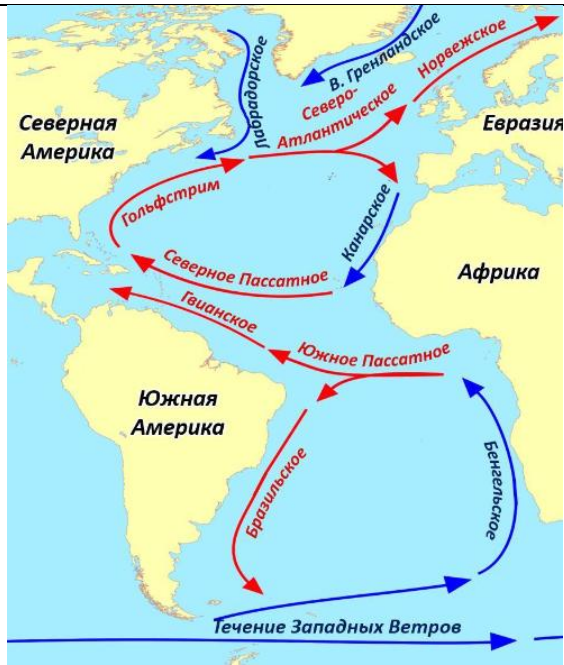 В. Гренландское
Норвежское
Лабрадорское
Северо-
Атлантическое
Северная
Америка
Евразия
Гольфстрим
Канарское
Северное Пассатное
Африка
Гвианское
Южное Пассатное
Южная
Америка
Бразильское
Бенгельское
Течение Западных Ветров